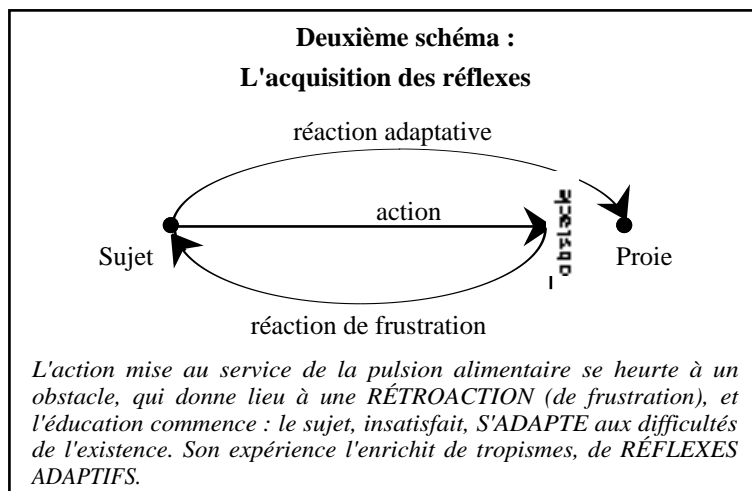 Deuxième schéma :
L'acquisition des réflexes
réaction adaptative
action
obstacle
Sujet
Proie
réaction de frustration
L'action mise au service de la pulsion alimentaire se heurte à un
obstacle, qui donne lieu à une RÉTROACTION (de frustration), et
l'éducation commence : le sujet, insatisfait, S'ADAPTE aux difficultés
de l'existence. Son expérience l'enrichit de tropismes, de RÉFLEXES
ADAPTIFS.